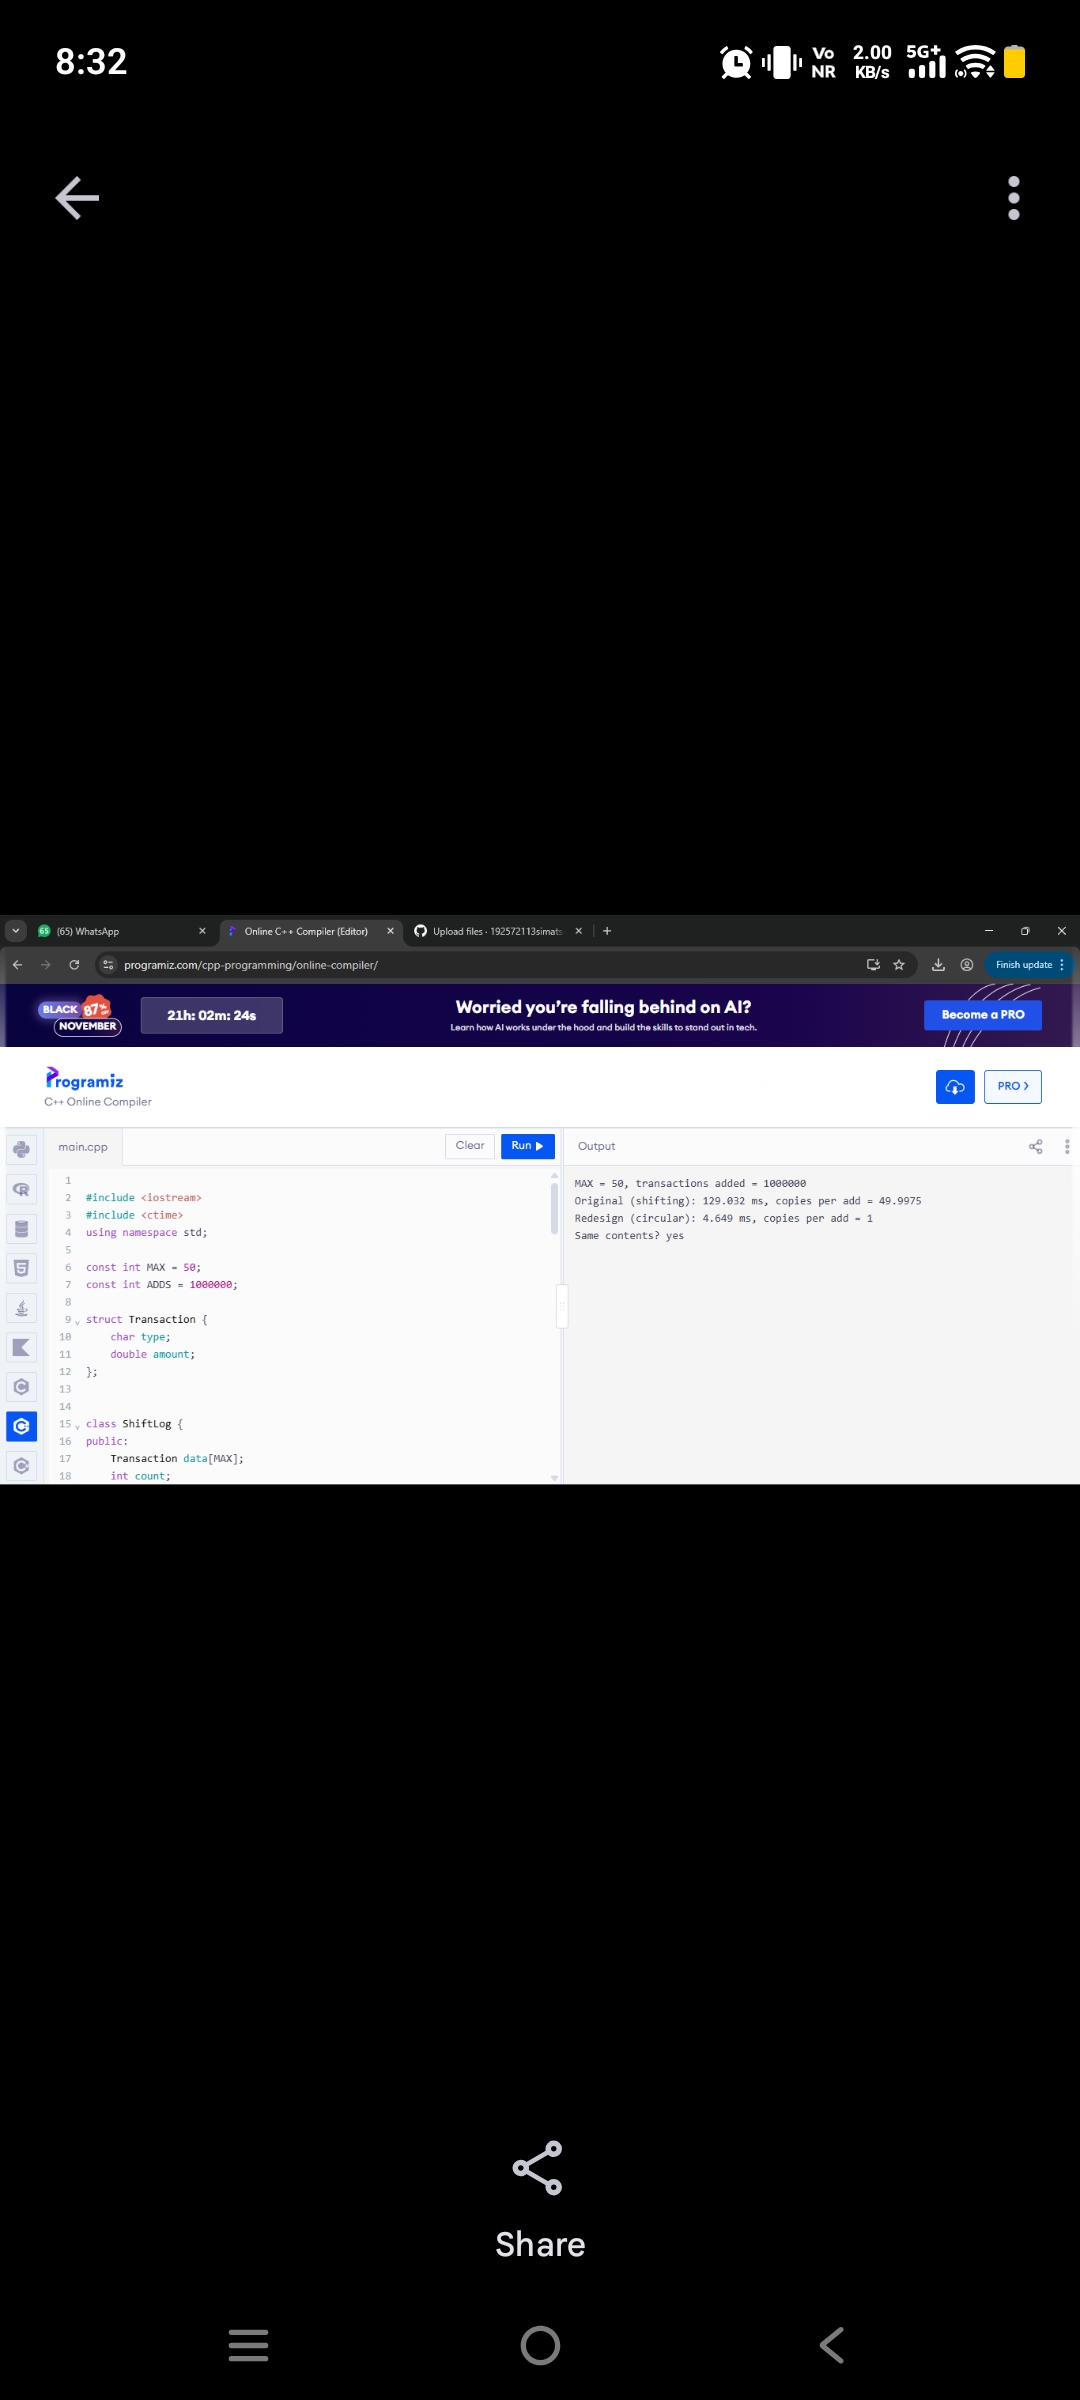 8:32
Vo NR 2.00 KB/s 5G+
(65) WhatsApp
Online C++ Compiler (Editor)
Upload files · 192572113simats
programiz.com/cpp-programming/online-compiler/
Finish update
BLACK 87%
NOVEMBER
21h: 02m: 24s
Worried you're falling behind on AI?
Learn how AI works under the hood and build the skills to stand out in tech.
Become a PRO
Programiz
C++ Online Compiler
PRO >
main.cpp
Clear
Run
Output
1
2 #include <iostream>
3 #include <ctime>
4 using namespace std;
5
6 const int MAX = 50;
7 const int ADDS = 1000000;
8
9 struct Transaction {
10 char type;
11 double amount;
12 };
13
14
15 class ShiftLog {
16 public:
17 Transaction data[MAX];
18 int count;
MAX = 50, transactions added = 1000000
Original (shifting): 129.032 ms, copies per add = 49.9975
Redesign (circular): 4.649 ms, copies per add = 1
Same contents? yes
Share